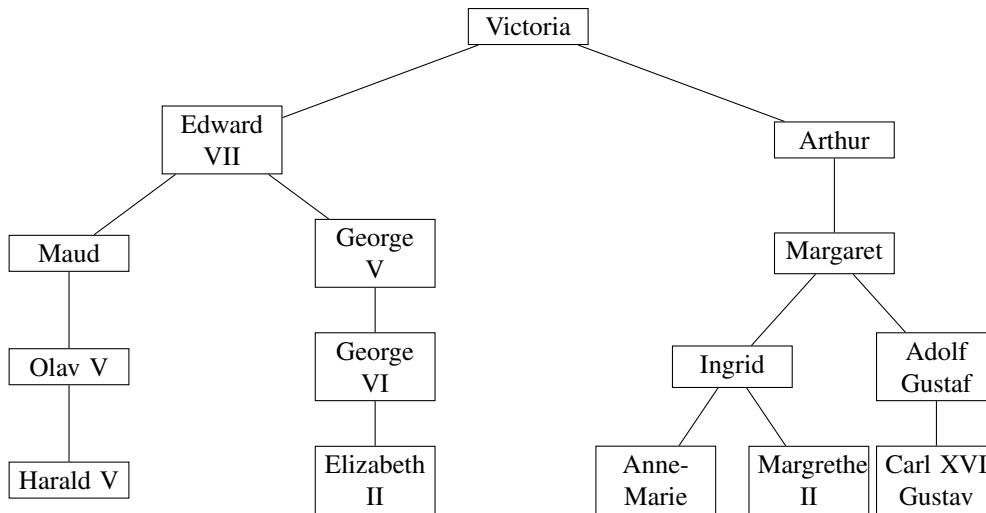 Victoria
Edward
VII
Arthur
Maud
George
V
Margaret
Olav V
George
VI
Ingrid
Adolf
Gustaf
Harald V
Elizabeth
II
Anne-
Marie
Margrethe
II
Carl XVI
Gustav